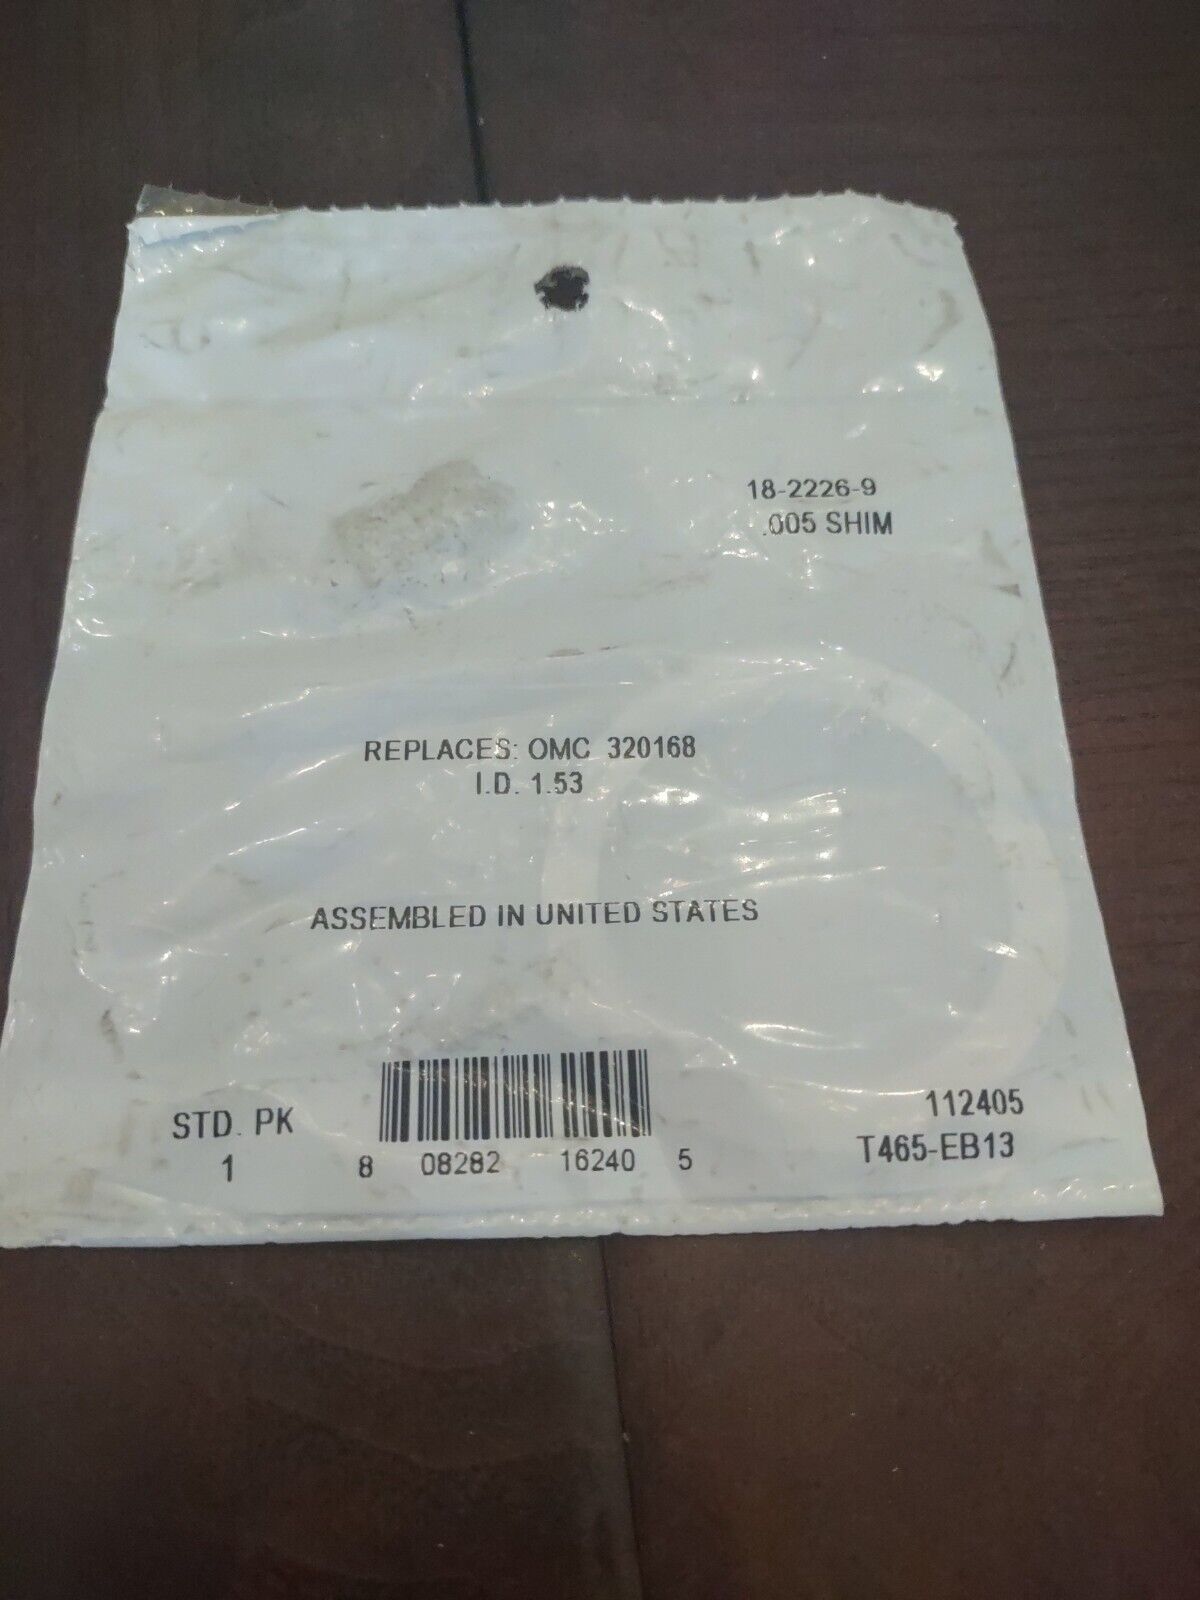 18-2226-9
.005 SHIM
REPLACES: OMC 320168
I.D. 1.53
ASSEMBLED IN UNITED STATES
STD. PK
1
8 08282 16240 5
112405
T465-EB13